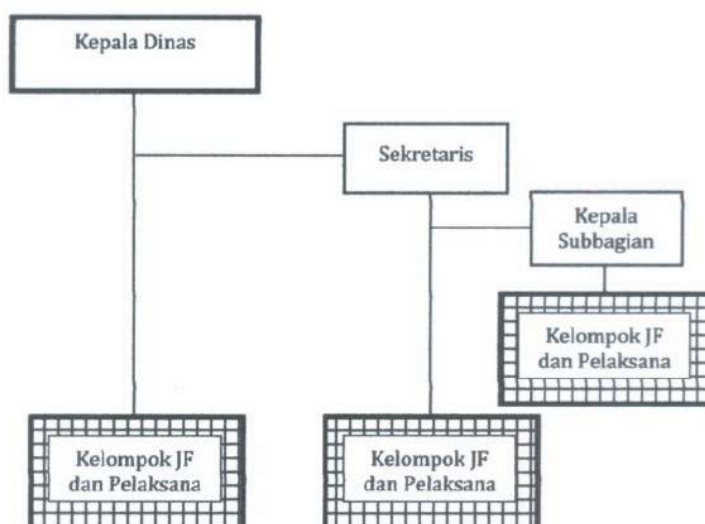 Kepala Dinas
Sekretaris
Kepala
Subbagian
Kelompok JF
dan Pelaksana
Kelompok JF
dan Pelaksana
Kelompok JF
dan Pelaksana